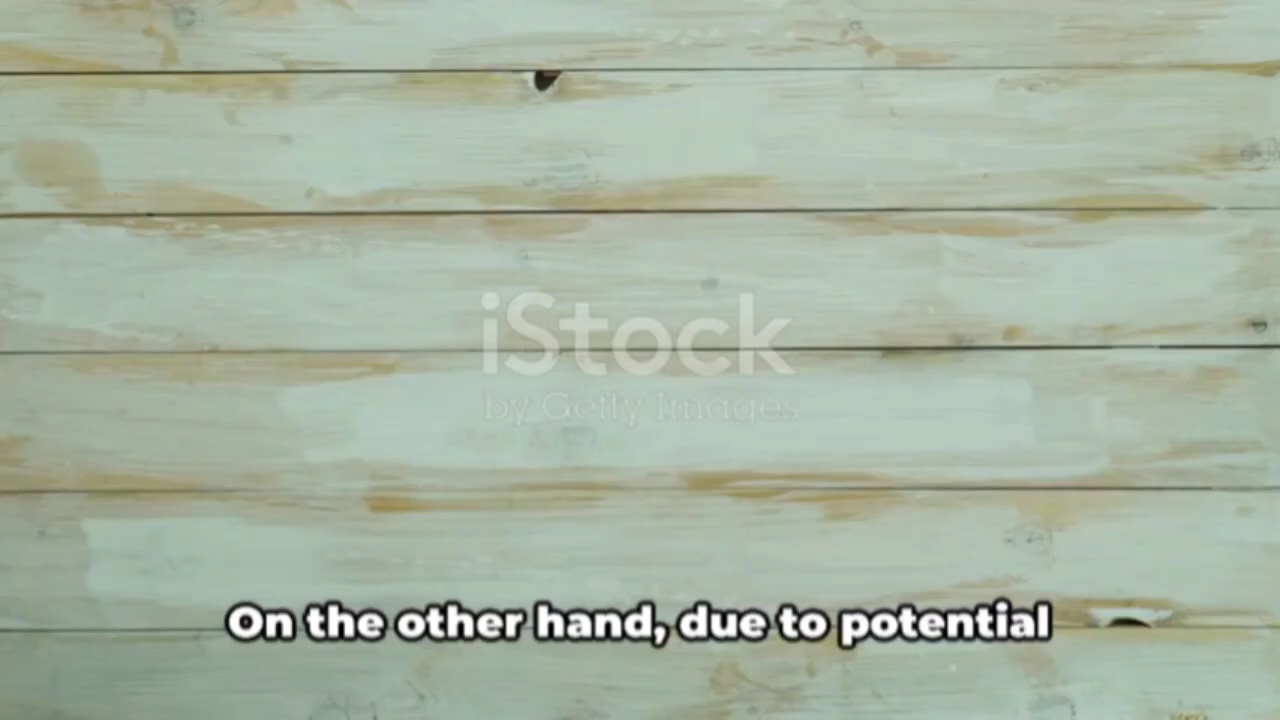 iStock
by Getty Images
On the other hand, due to potential